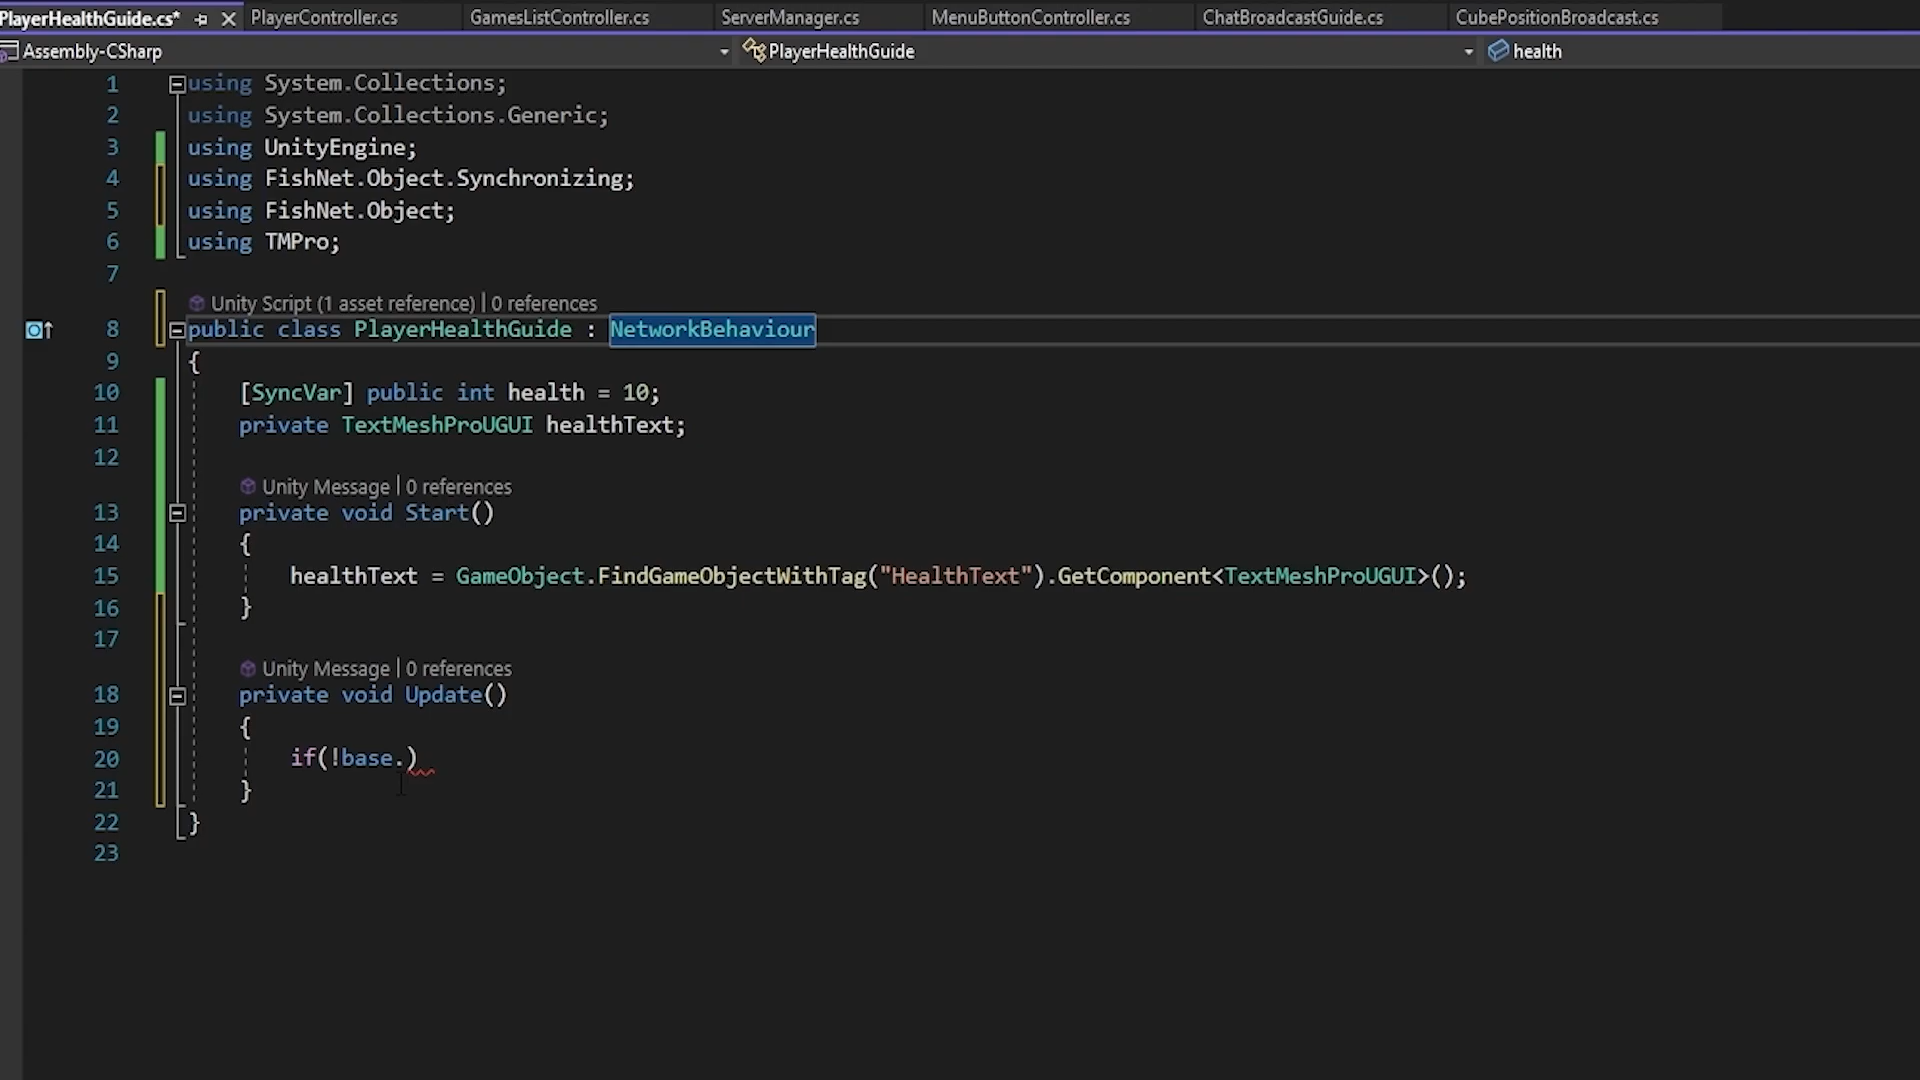 PlayerHealthGuide.cs* PlayerController.cs GamesListController.cs ServerManager.cs MenuButtonController.cs ChatBroadcastGuide.cs CubePositionBroadcast.cs
Assembly-CSharp PlayerHealthGuide health
1 using System.Collections;
2 using System.Collections.Generic;
3 using UnityEngine;
4 using FishNet.Object.Synchronizing;
5 using FishNet.Object;
6 using TMPro;
7
Unity Script (1 asset reference) | 0 references
8 public class PlayerHealthGuide : NetworkBehaviour
9 {
10 [SyncVar] public int health = 10;
11 private TextMeshProUGUI healthText;
12
Unity Message | 0 references
13 private void Start()
14 {
15 healthText = GameObject.FindGameObjectWithTag("HealthText").GetComponent<TextMeshProUGUI>();
16 }
17
Unity Message | 0 references
18 private void Update()
19 {
20 if(!base.)
21 }
22 }
23